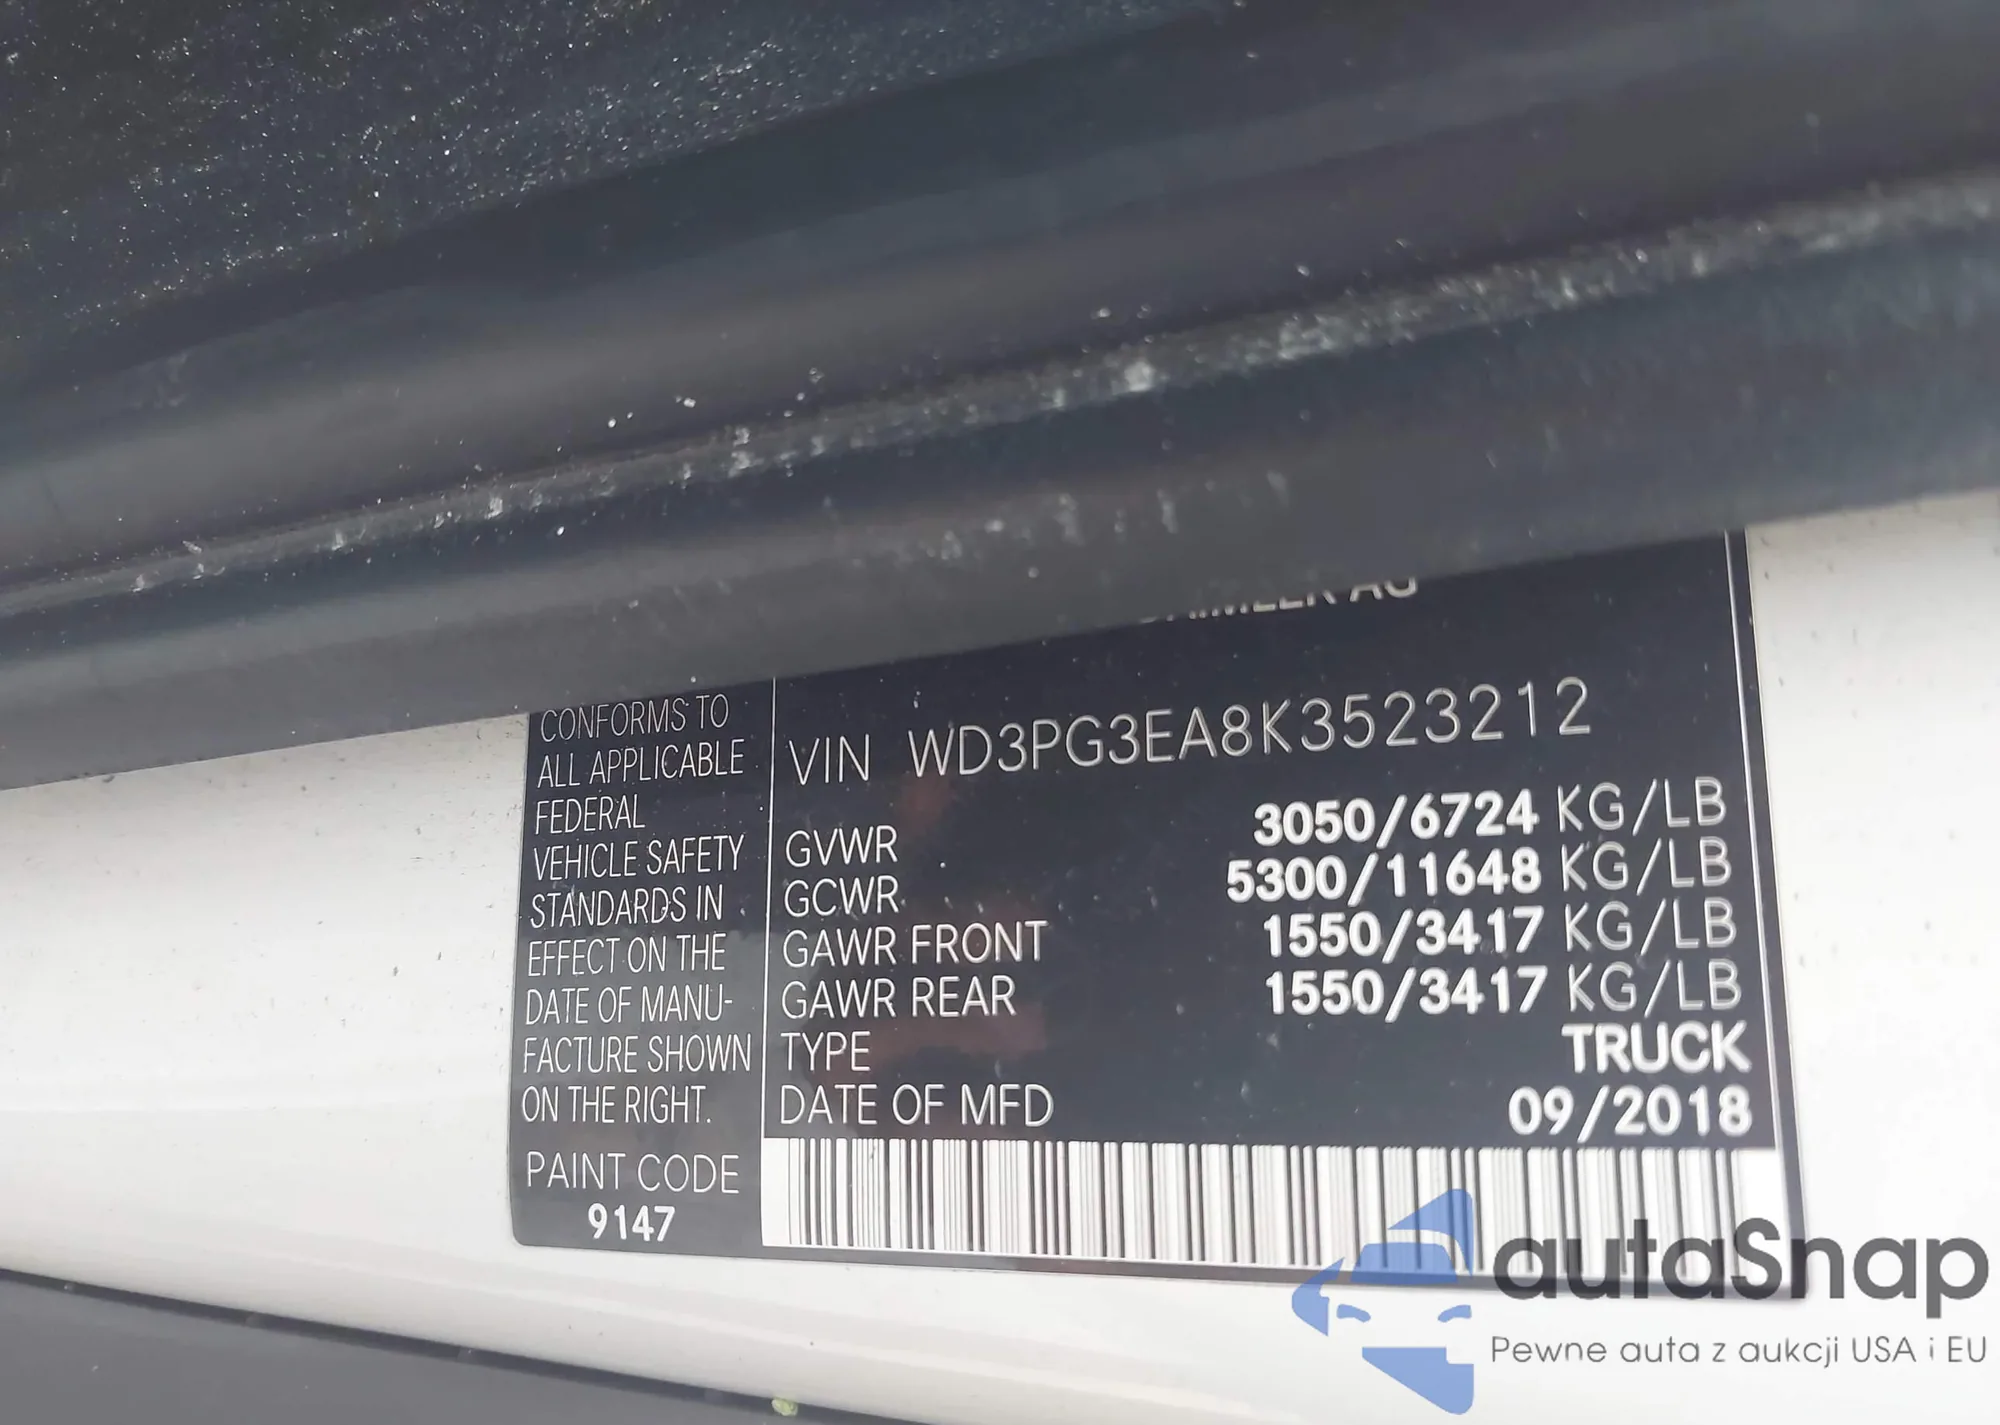 DAIMLER AG
CONFORMS TO
ALL APPLICABLE
FEDERAL
VEHICLE SAFETY
STANDARDS IN
EFFECT ON THE
DATE OF MANU-
FACTURE SHOWN
ON THE RIGHT.
PAINT CODE
9147
VIN WD3PG3EA8K3523212
GVWR 3050/6724 KG/LB
GCWR 5300/11648 KG/LB
GAWR FRONT 1550/3417 KG/LB
GAWR REAR 1550/3417 KG/LB
TYPE TRUCK
DATE OF MFD 09/2018
autaSnap
Pewne auta z aukcji USA i EU